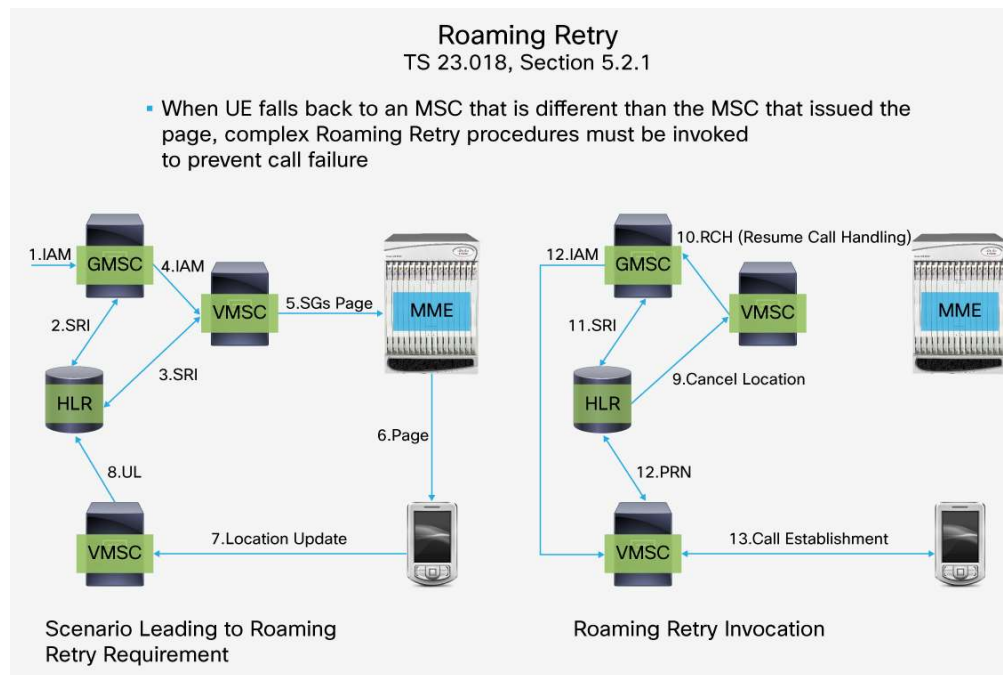 Roaming Retry
TS 23.018, Section 5.2.1
▪ When UE falls back to an MSC that is different than the MSC that issued the
page, complex Roaming Retry procedures must be invoked
to prevent call failure
1.IAM
GMSC
4.IAM
VMSC
5.SGs Page
MME
2.SRI
3.SRI
HLR
6.Page
8.UL
VMSC
7.Location Update
Scenario Leading to Roaming
Retry Requirement
10.RCH (Resume Call Handling)
12.IAM
GMSC
VMSC
MME
11.SRI
9.Cancel Location
HLR
12.PRN
VMSC
13.Call Establishment
Roaming Retry Invocation